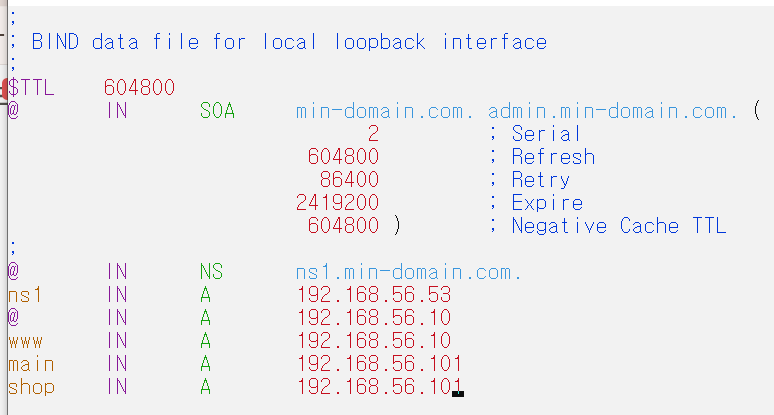 ;
; BIND data file for local loopback interface
;
$TTL 604800
@ IN SOA min-domain.com. admin.min-domain.com. (
2 ; Serial
604800 ; Refresh
86400 ; Retry
2419200 ; Expire
604800 ) ; Negative Cache TTL
;
@ IN NS ns1.min-domain.com.
ns1 IN A 192.168.56.53
@ IN A 192.168.56.10
www IN A 192.168.56.10
main IN A 192.168.56.101
shop IN A 192.168.56.101